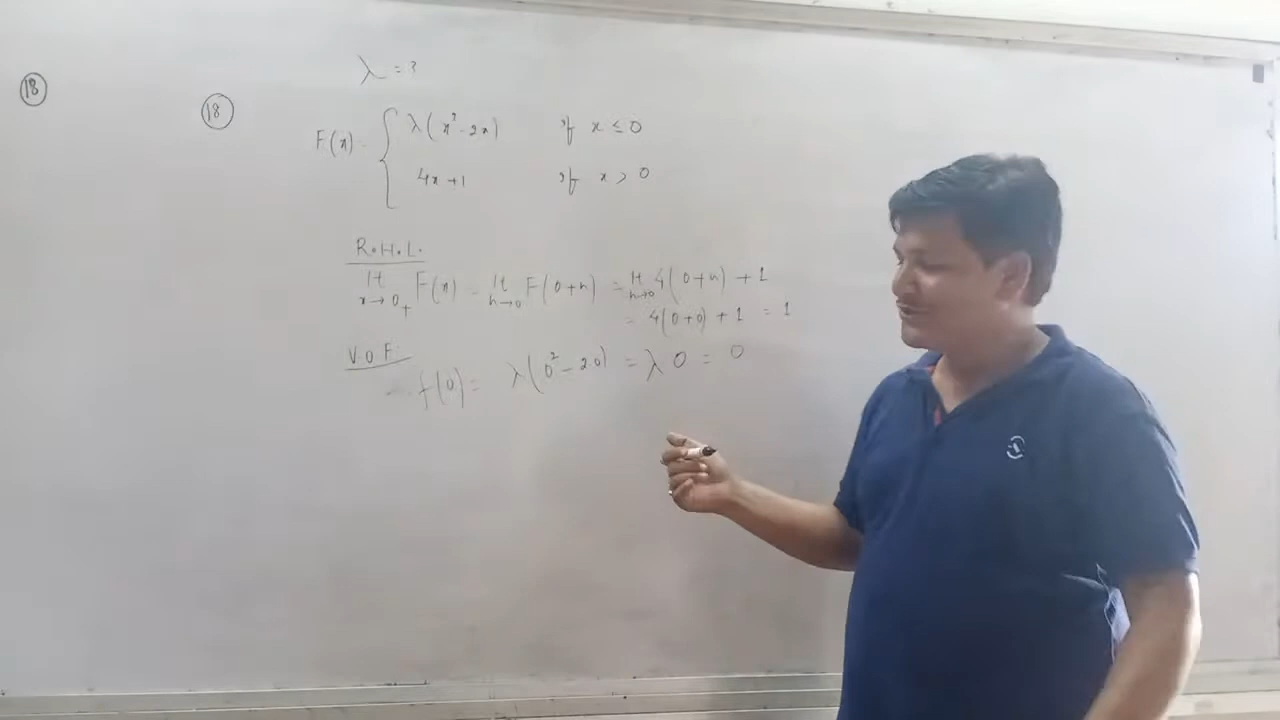 λ = ?
18
18
F(x) = { λ(x² - 2x) if x ≤ 0
4x + 1 if x > 0
R.H.L.
lt x→0+ F(x) = lt h→0 F(0+h) = lt h→0 4(0+h) + 1
= 4(0+0) + 1 = 1
V.O.F.
f(0) = λ(0² - 2.0) = λ 0 = 0